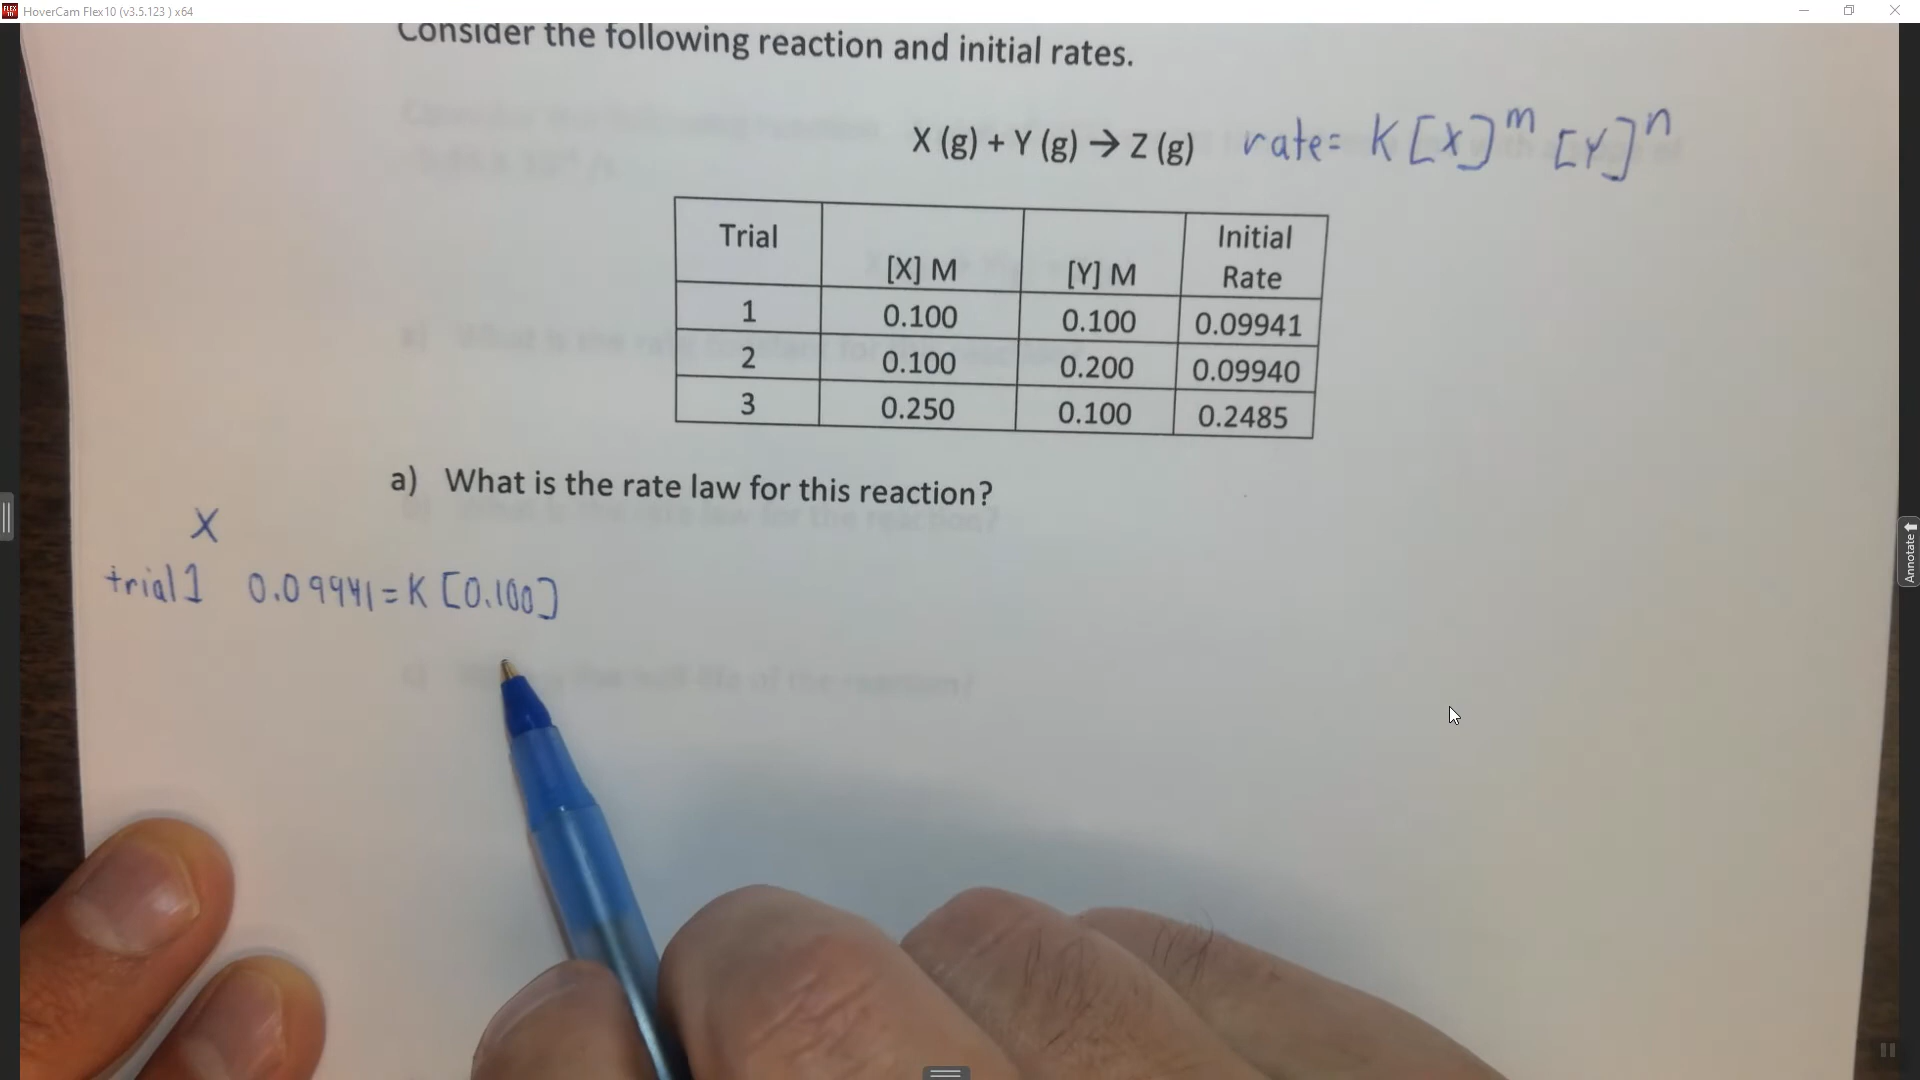 HoverCam Flex10 (v3.5.123 ) x64
Consider the following reaction and initial rates.
X (g) + Y (g) → Z (g) rate= K [X]^m [Y]^n
Trial [X] M [Y] M Initial Rate
1 0.100 0.100 0.09941
2 0.100 0.200 0.09940
3 0.250 0.100 0.2485
a) What is the rate law for this reaction?
X
trial 1 0.09941 = K [0.100]
Annotate